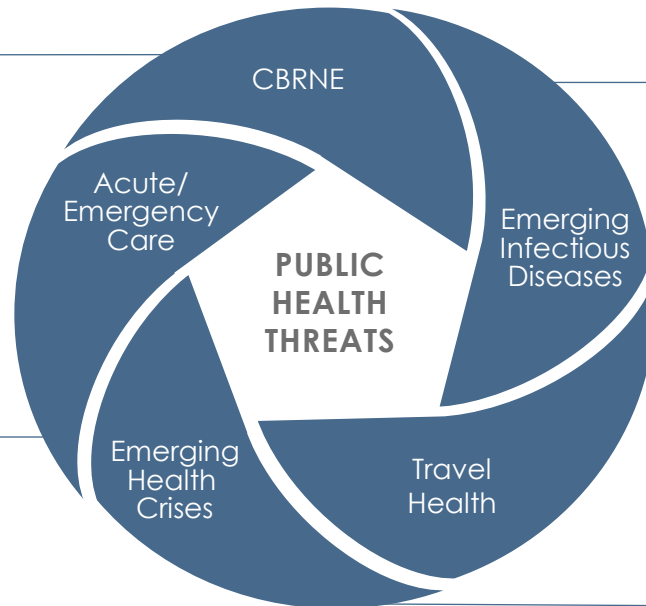 CBRNE
Acute/
Emergency
Care
Emerging
Infectious
Diseases
PUBLIC
HEALTH
THREATS
Emerging
Health
Crises
Travel
Health